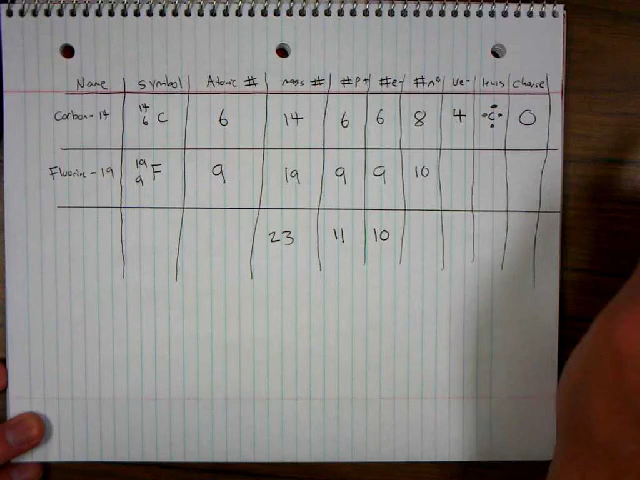 Name Symbol Atomic # mass # #p+ #e- #n° Ve- lewis charge
Carbon-14 14 6 C 6 14 6 6 8 4 C 0
Fluorine-19 19 9 F 9 19 9 9 10
23 11 10